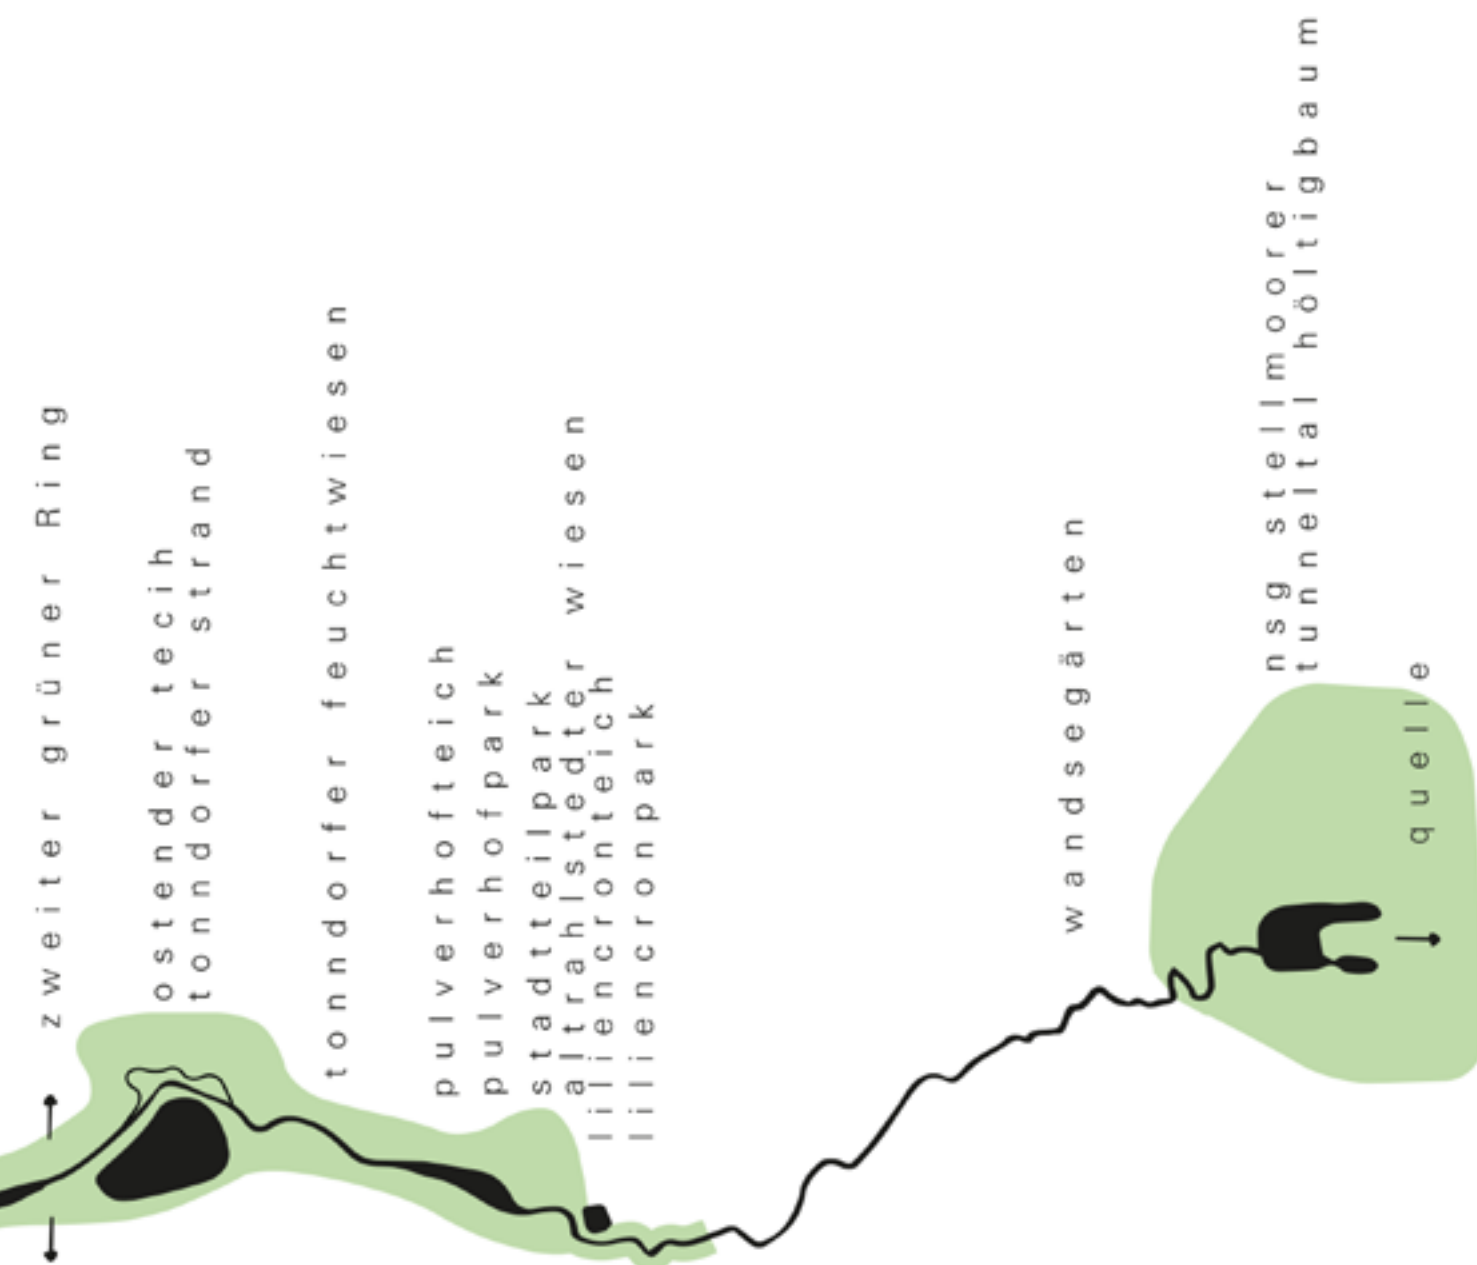 zweiter grüner Ring
ostender tecih
tonndorfer strand
tonndorfer feuchtwiesen
pulverhofteich
pulverhofpark
stadtteilpark
altrahlstedter wiesen
liliencronteich
liliencronpark
wandsegärten
nsg stellmoorer
tunneltal höltigbaum
quelle